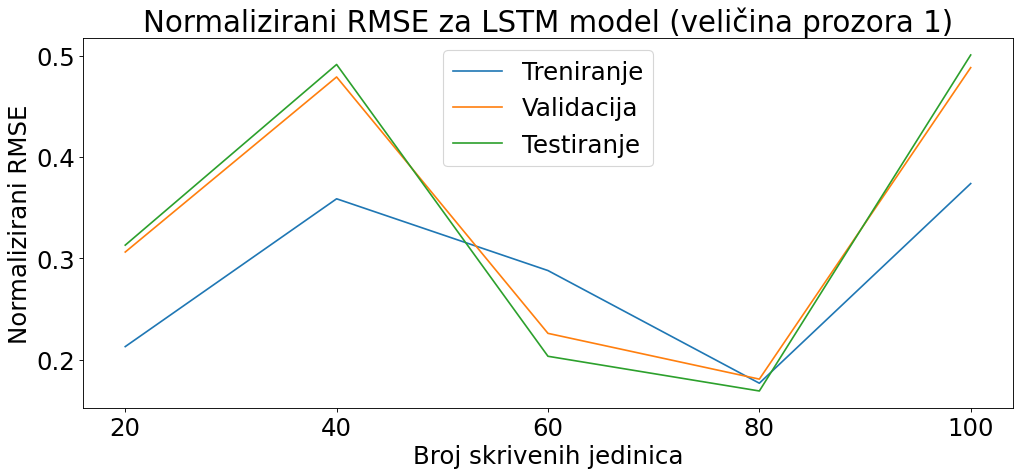 Normalizirani RMSE za LSTM model (veličina prozora 1)
Normalizirani RMSE
0.5
0.4
0.3
0.2
Treniranje
Validacija
Testiranje
20 40 60 80 100
Broj skrivenih jedinica